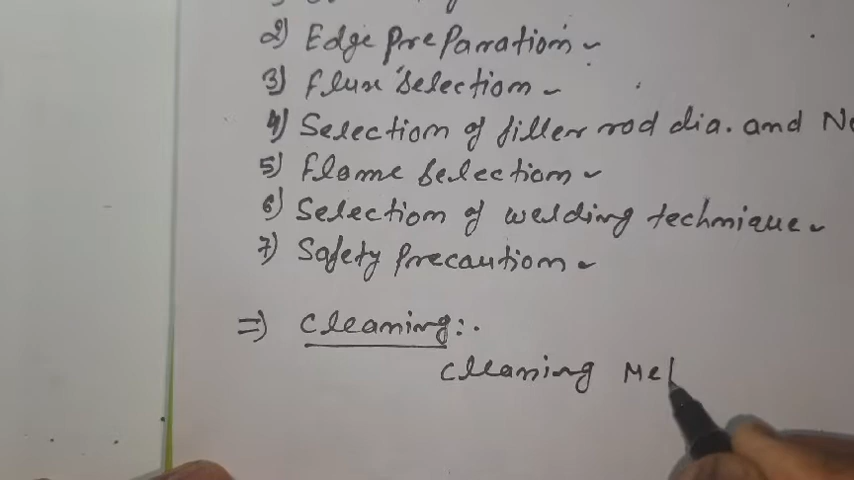 2) Edge preparation
3) flux selection
4) Selection of filler rod dia. and
5) flame selection
6) Selection of welding technique
7) Safety precaution
=) cleaning:.
cleaning